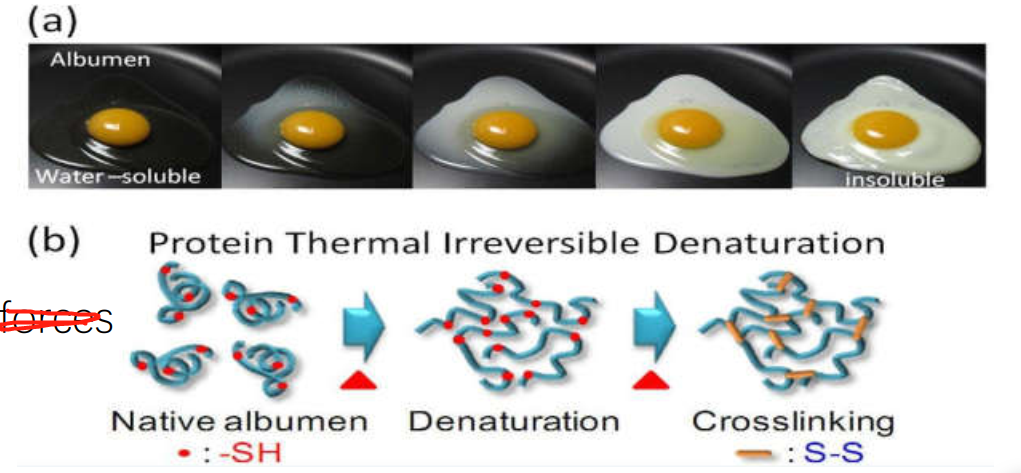 (a)
Albumen
Water–soluble
insoluble
(b) Protein Thermal Irreversible Denaturation
forces
Native albumen Denaturation Crosslinking
: -SH : S-S